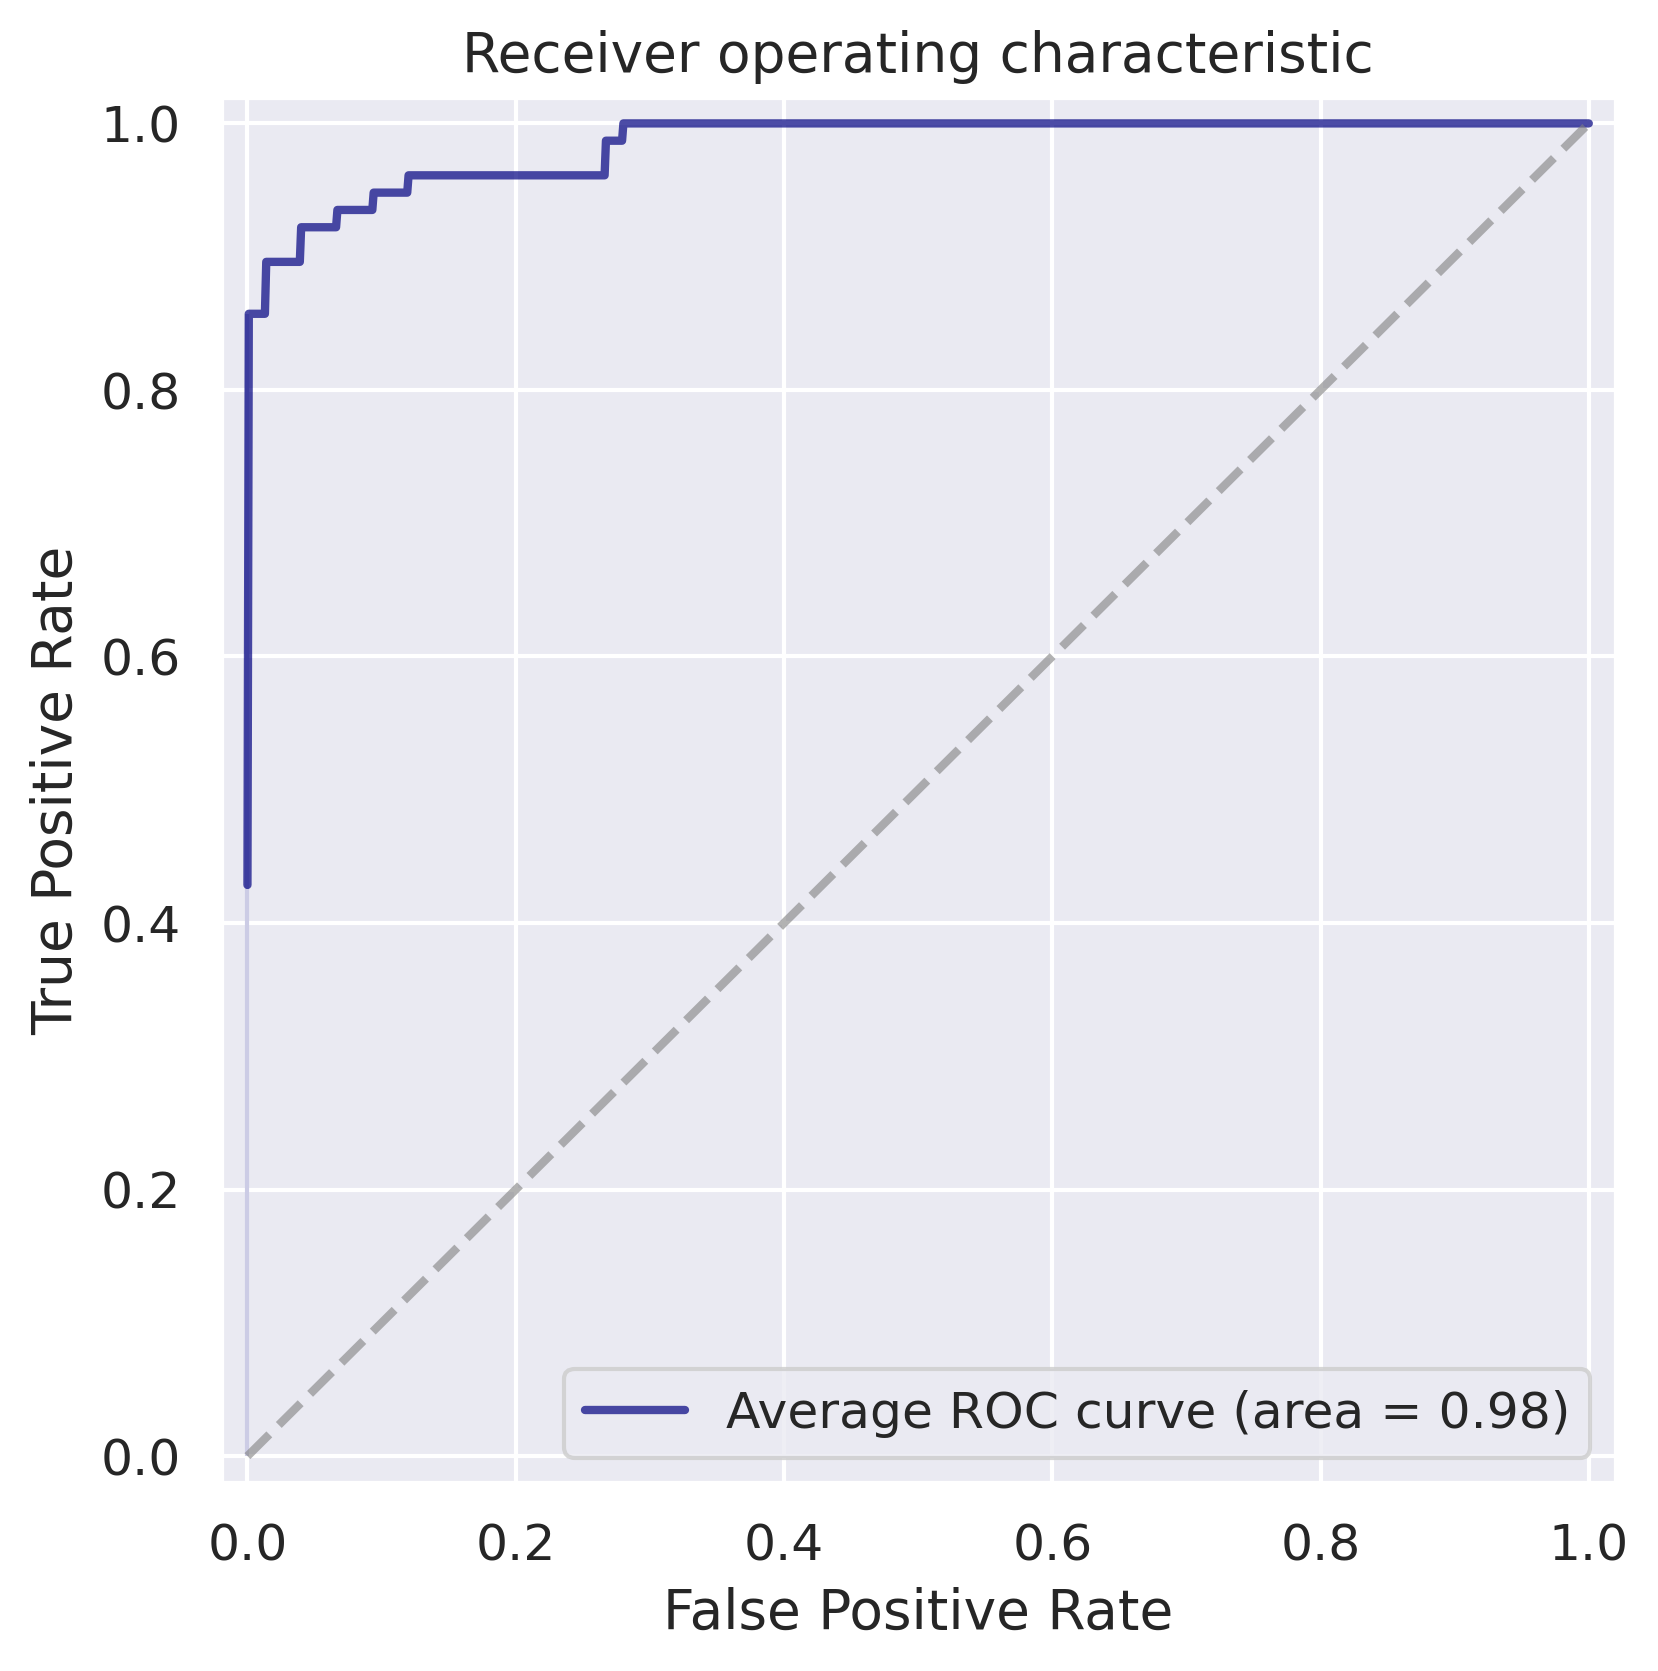 Receiver operating characteristic
1.0
0.8
0.6
0.4
0.2
0.0
True Positive Rate
Average ROC curve (area = 0.98)
0.0 0.2 0.4 0.6 0.8 1.0
False Positive Rate